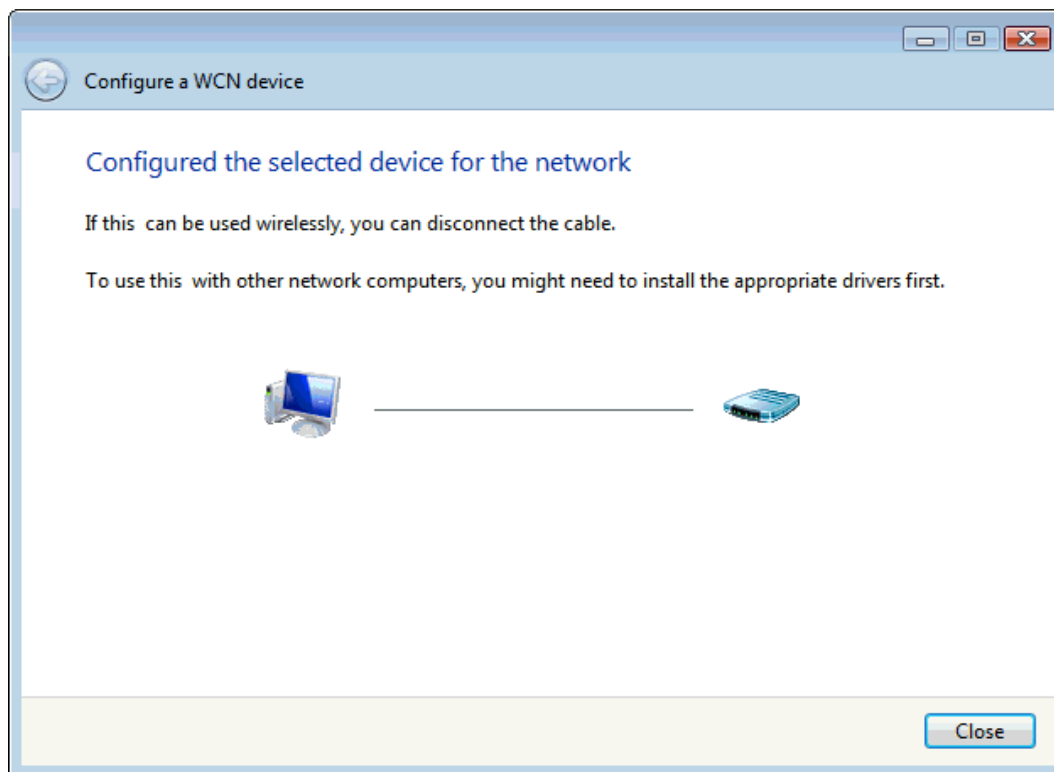 Configure a WCN device
Configured the selected device for the network
If this  can be used wirelessly, you can disconnect the cable.
To use this  with other network computers, you might need to install the appropriate drivers first.
Close